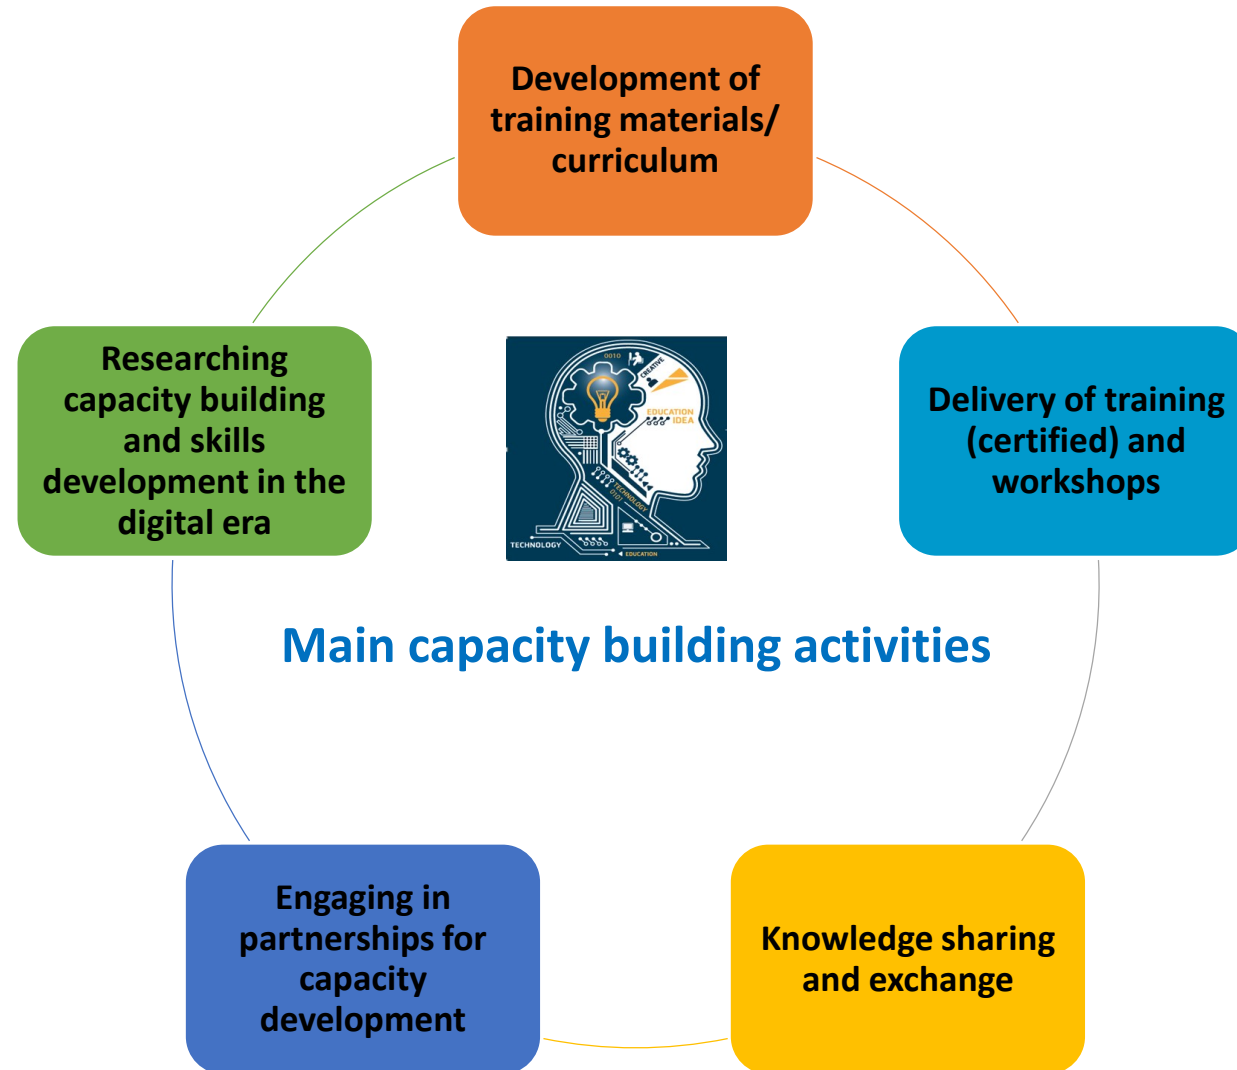 Development of
training materials/
curriculum
Researching
capacity building
and skills
development in the
digital era
0010
CREATIVE
EDUCATION
IDEA
TECHNOLOGY
0101
TECHNOLOGY
EDUCATION
Delivery of training
(certified) and
workshops
Main capacity building activities
Engaging in
partnerships for
capacity
development
Knowledge sharing
and exchange